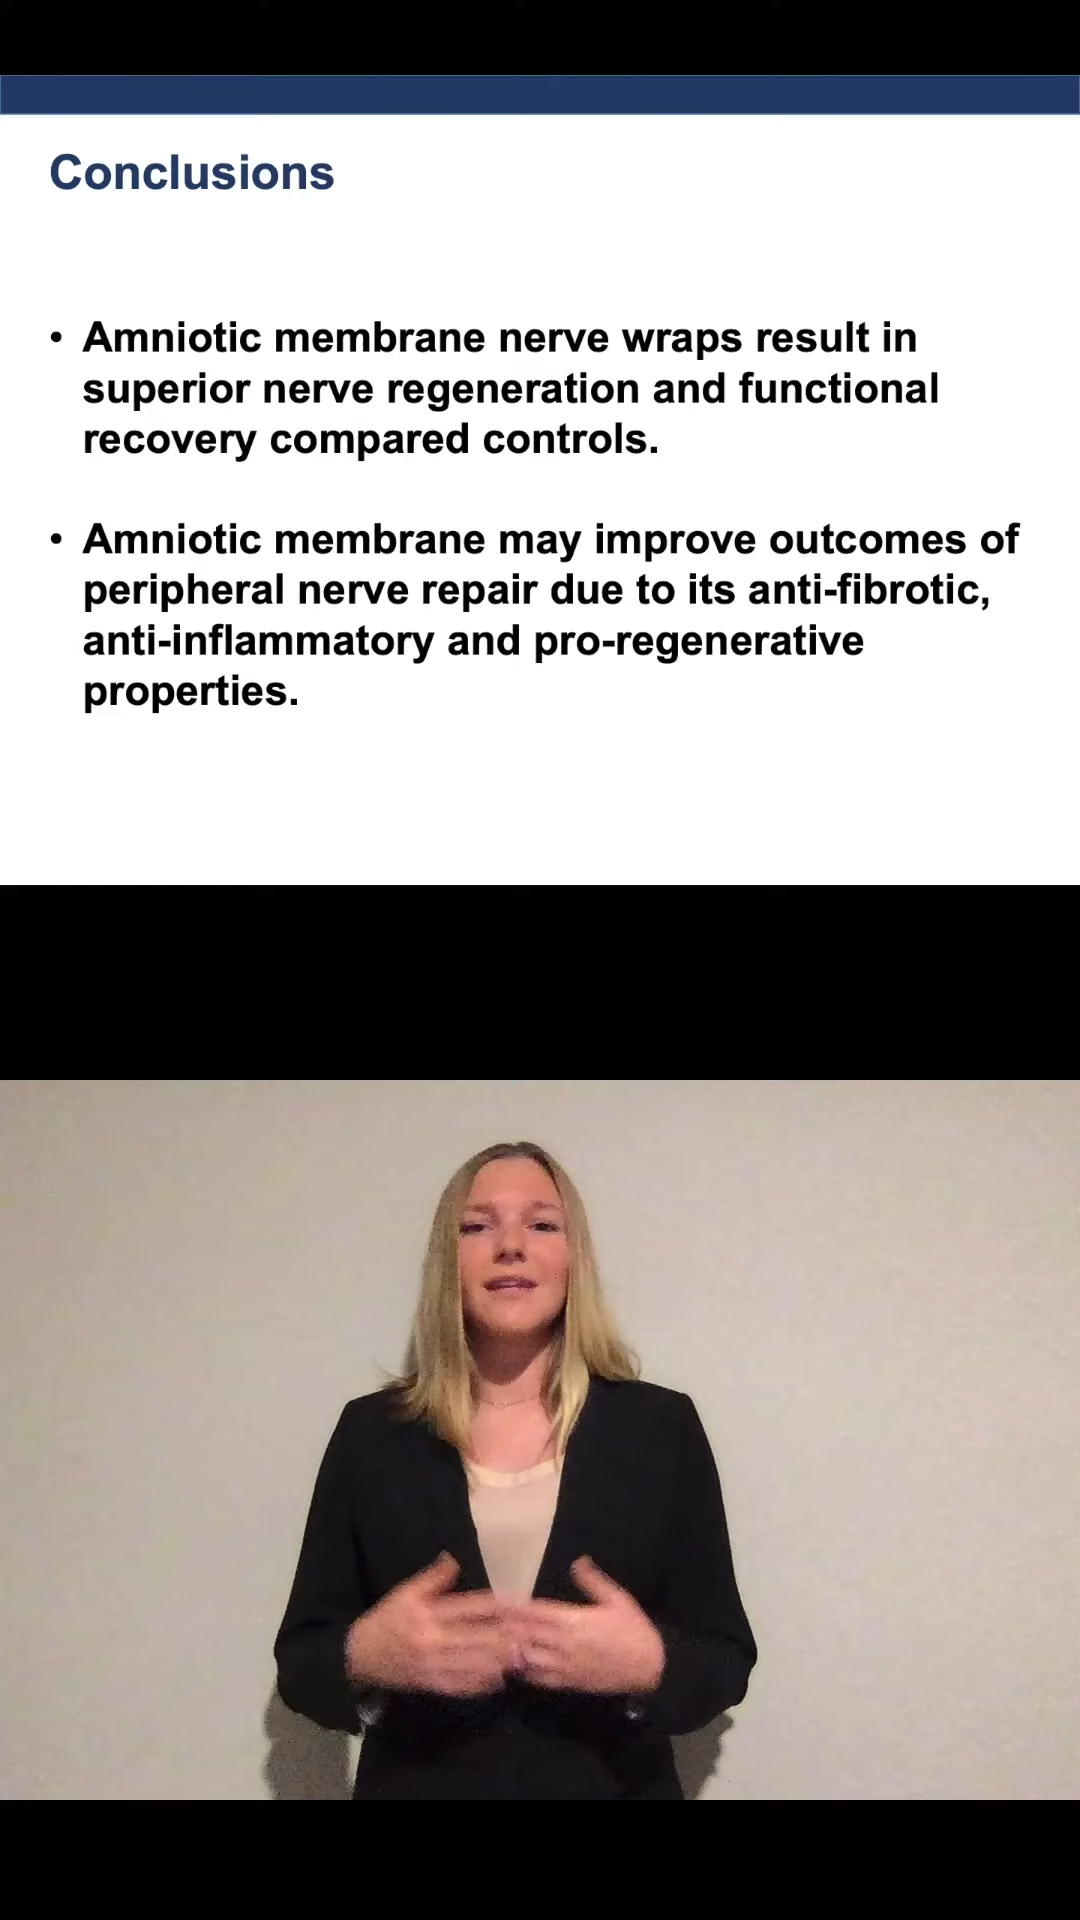 Conclusions
• Amniotic membrane nerve wraps result in
superior nerve regeneration and functional
recovery compared controls.
• Amniotic membrane may improve outcomes of
peripheral nerve repair due to its anti-fibrotic,
anti-inflammatory and pro-regenerative
properties.